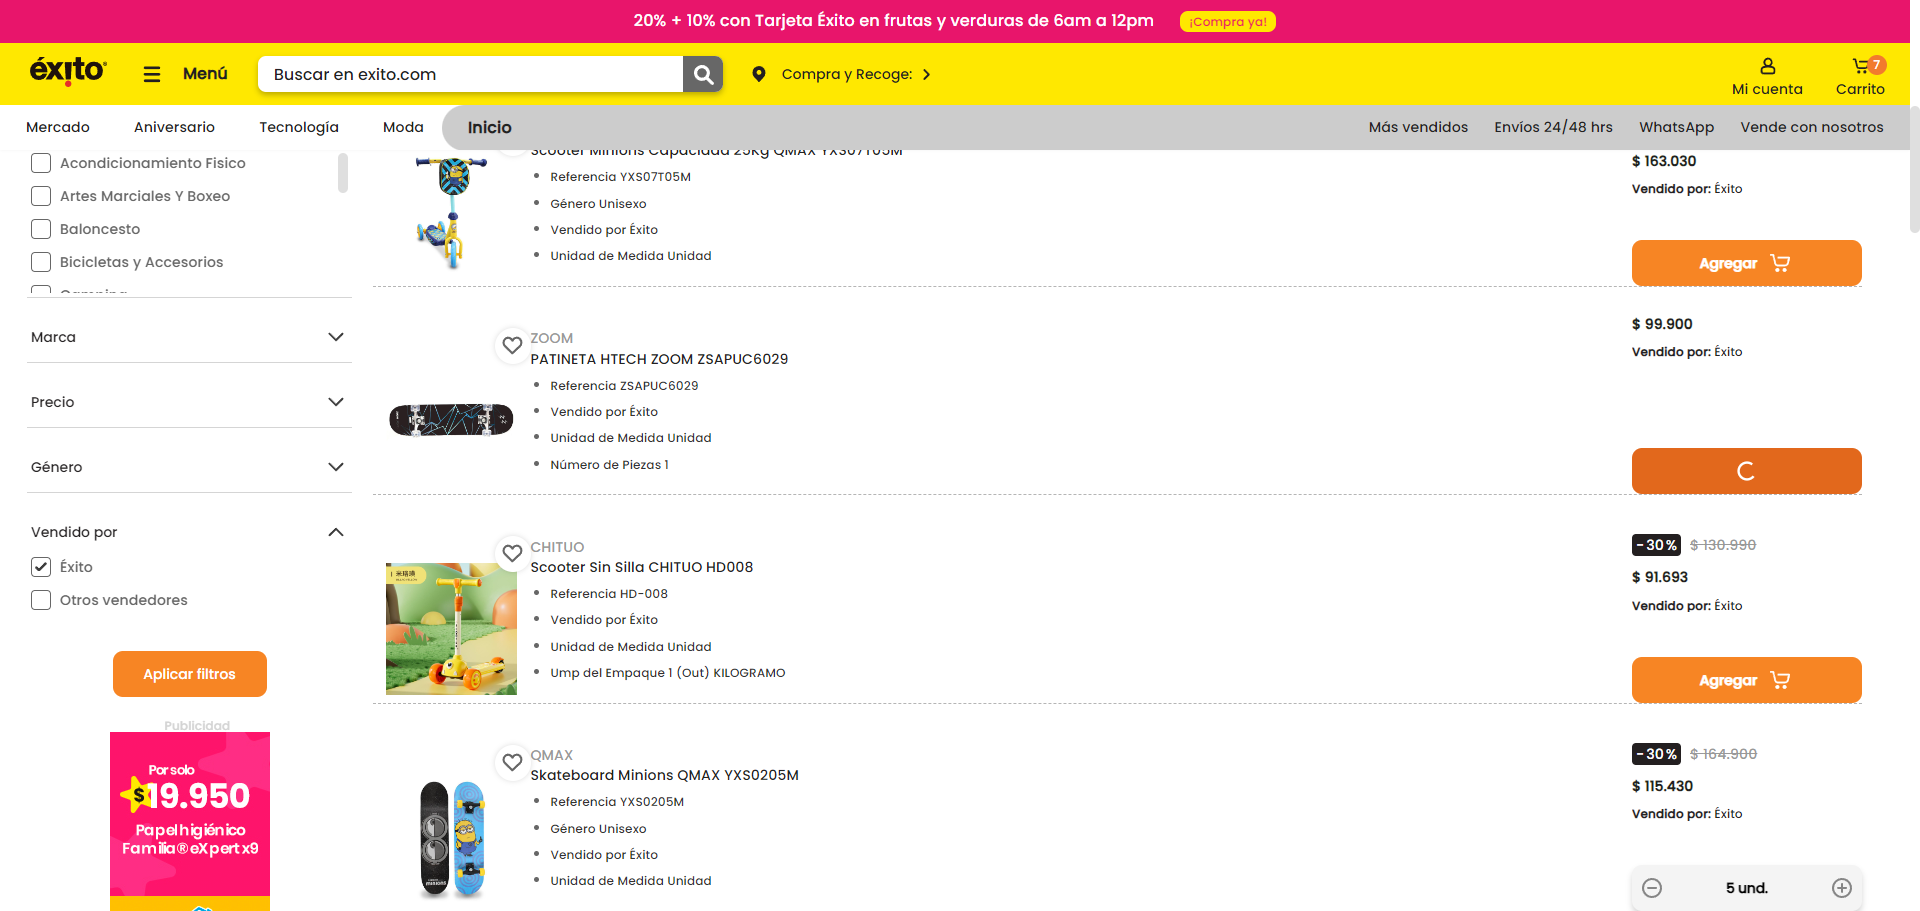 20% + 10% con Tarjeta Éxito en frutas y verduras de 6am a 12pm
¡Compra ya!
éxito
Menú
Buscar en exito.com
Compra y Recoge:
Mi cuenta
7
Carrito
Mercado
Aniversario
Tecnología
Moda
Inicio
Más vendidos
Envíos 24/48 hrs
WhatsApp
Vende con nosotros
Acondicionamiento Fisico
Artes Marciales Y Boxeo
Baloncesto
Bicicletas y Accesorios
Camping
Marca
Precio
Género
Vendido por
Éxito
Otros vendedores
Aplicar filtros
Publicidad
Por solo
$19.950
Papel higiénico
Familia® eXpert x9
Scooter Minions Capacidad 25Kg QMAX YXS07T05M
Referencia YXS07T05M
Género Unisexo
Vendido por Éxito
Unidad de Medida Unidad
$ 163.030
Vendido por: Éxito
Agregar
ZOOM
PATINETA HTECH ZOOM ZSAPUC6029
Referencia ZSAPUC6029
Vendido por Éxito
Unidad de Medida Unidad
Número de Piezas 1
$ 99.900
Vendido por: Éxito
CHITUO
Scooter Sin Silla CHITUO HD008
Referencia HD-008
Vendido por Éxito
Unidad de Medida Unidad
Ump del Empaque 1 (Out) KILOGRAMO
-30%
$ 130.990
$ 91.693
Vendido por: Éxito
Agregar
QMAX
Skateboard Minions QMAX YXS0205M
Referencia YXS0205M
Género Unisexo
Vendido por Éxito
Unidad de Medida Unidad
-30%
$ 164.900
$ 115.430
Vendido por: Éxito
5 und.